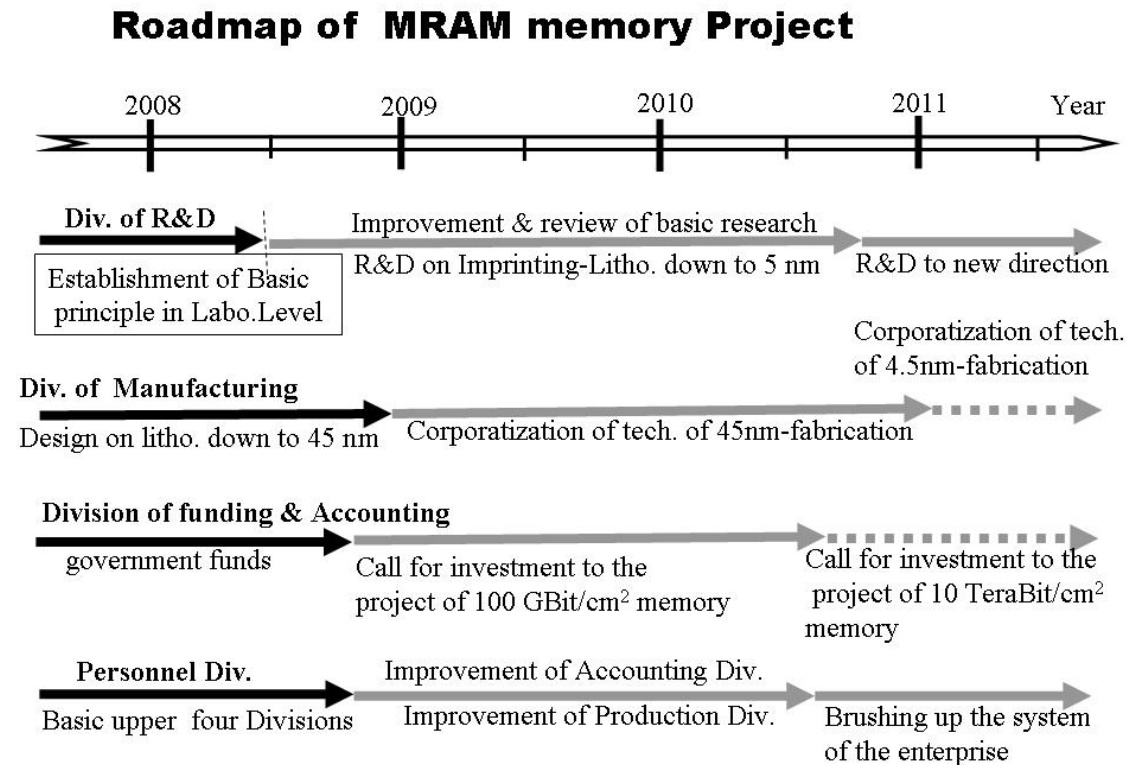 Roadmap of MRAM memory Project
2008 2009 2010 2011 Year
Div. of R&D
Establishment of Basic
principle in Labo.Level
Improvement & review of basic research
R&D on Imprinting-Litho. down to 5 nm
R&D to new direction
Corporatization of tech.
of 4.5nm-fabrication
Div. of Manufacturing
Design on litho. down to 45 nm
Corporatization of tech. of 45nm-fabrication
Division of funding & Accounting
government funds
Call for investment to the
project of 100 GBit/cm²  memory
Call for investment to the
project of 10 TeraBit/cm²
memory
Personnel Div.
Basic upper four Divisions
Improvement of Accounting Div.
Improvement of Production Div.
Brushing up the system
of the enterprise